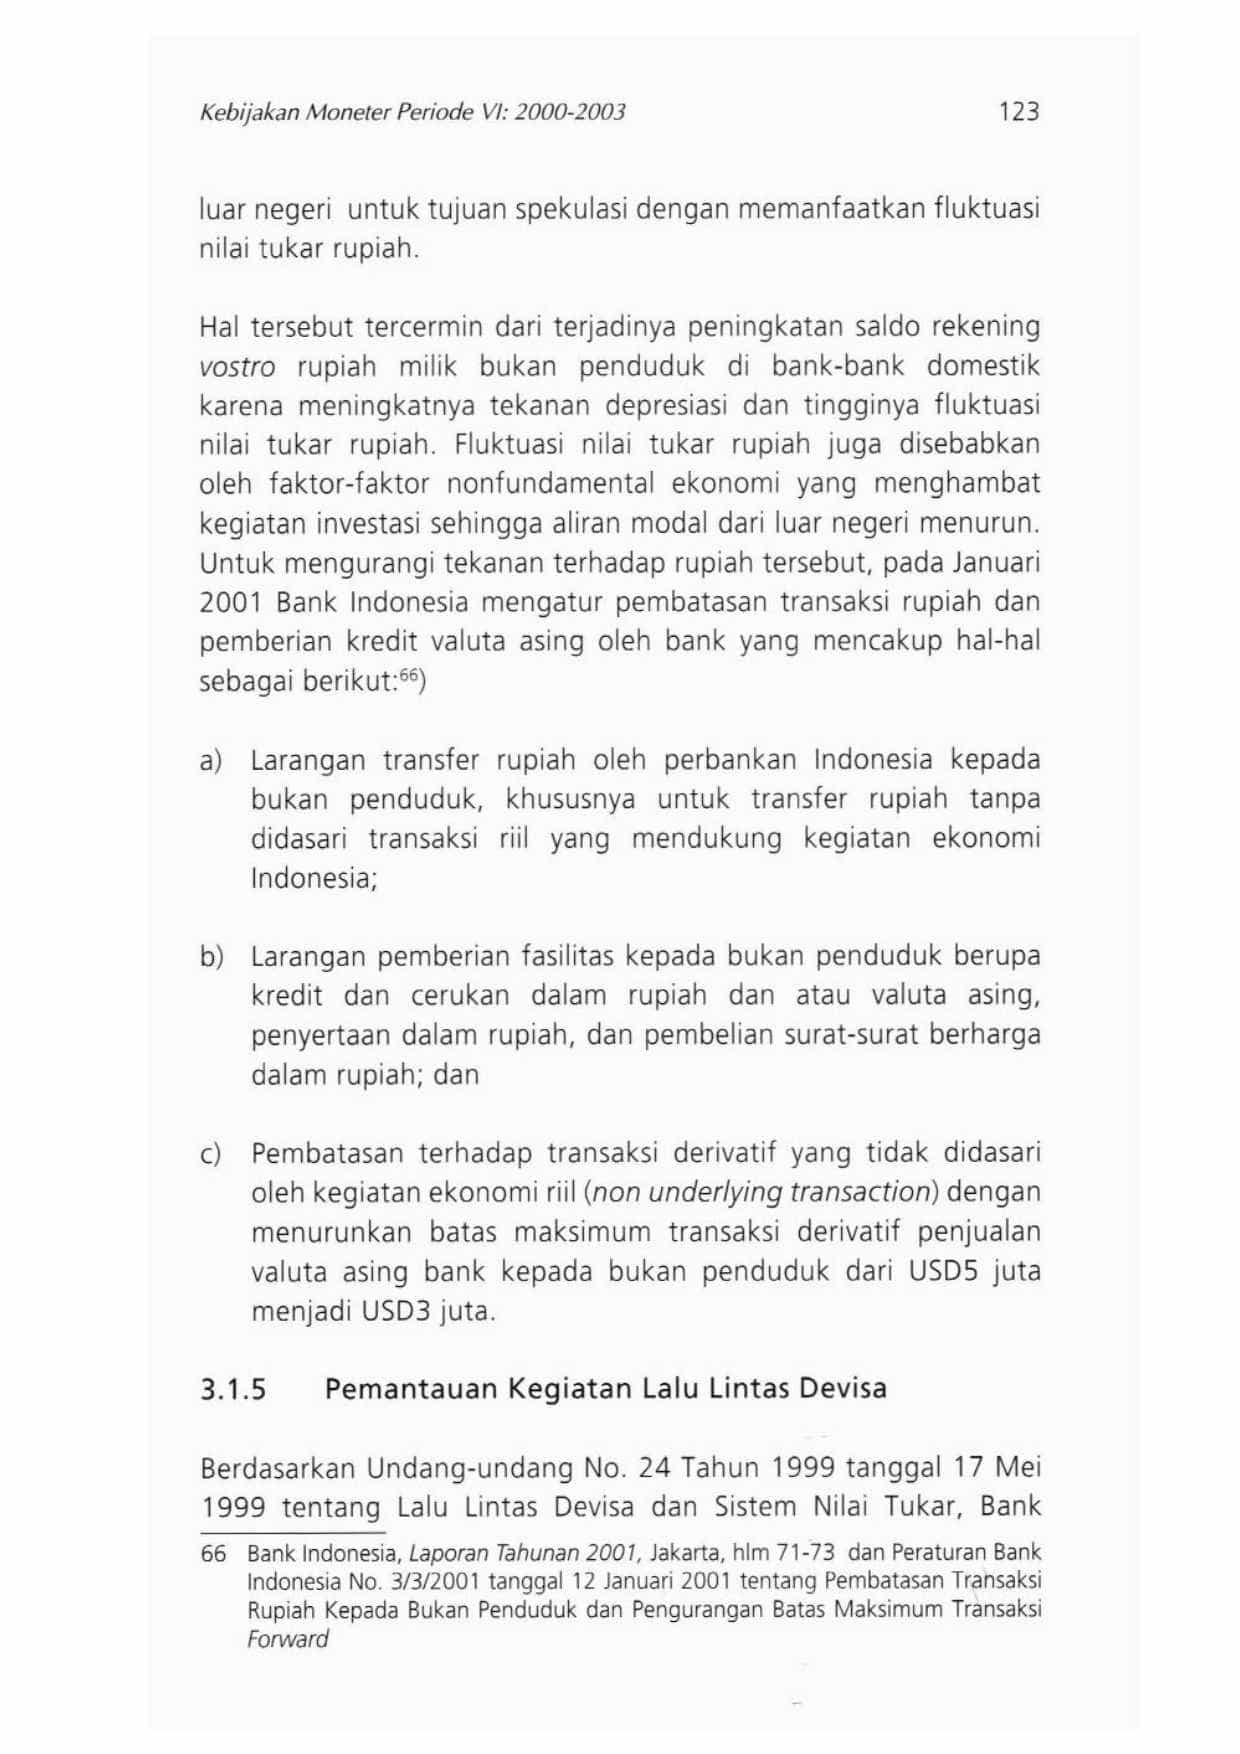 Kebijakan Moneter Periode VI: 2000-2003 123
luar negeri untuk tujuan spekulasi dengan memanfaatkan fluktuasi
nilai tukar rupiah.
Hal tersebut tercermin dari terjadinya peningkatan saldo rekening
vostro rupiah milik bukan penduduk di bank-bank domestik
karena meningkatnya tekanan depresiasi dan tingginya fluktuasi
nilai tukar rupiah. Fluktuasi nilai tukar rupiah juga disebabkan
oleh faktor-faktor nonfundamental ekonomi yang menghambat
kegiatan investasi sehingga aliran modal dari luar negeri menurun.
Untuk mengurangi tekanan terhadap rupiah tersebut, pada Januari
2001 Bank Indonesia mengatur pembatasan transaksi rupiah dan
pemberian kredit valuta asing oleh bank yang mencakup hal-hal
sebagai berikut:⁶⁶)
a) Larangan transfer rupiah oleh perbankan Indonesia kepada
bukan penduduk, khususnya untuk transfer rupiah tanpa
didasari transaksi riil yang mendukung kegiatan ekonomi
Indonesia;
b) Larangan pemberian fasilitas kepada bukan penduduk berupa
kredit dan cerukan dalam rupiah dan atau valuta asing,
penyertaan dalam rupiah, dan pembelian surat-surat berharga
dalam rupiah; dan
c) Pembatasan terhadap transaksi derivatif yang tidak didasari
oleh kegiatan ekonomi riil (non underlying transaction) dengan
menurunkan batas maksimum transaksi derivatif penjualan
valuta asing bank kepada bukan penduduk dari USD5 juta
menjadi USD3 juta.
3.1.5 Pemantauan Kegiatan Lalu Lintas Devisa
Berdasarkan Undang-undang No. 24 Tahun 1999 tanggal 17 Mei
1999 tentang Lalu Lintas Devisa dan Sistem Nilai Tukar, Bank
66 Bank Indonesia, Laporan Tahunan 2001, Jakarta, hlm 71-73 dan Peraturan Bank
Indonesia No. 3/3/2001 tanggal 12 Januari 2001 tentang Pembatasan Transaksi
Rupiah Kepada Bukan Penduduk dan Pengurangan Batas Maksimum Transaksi
Forward